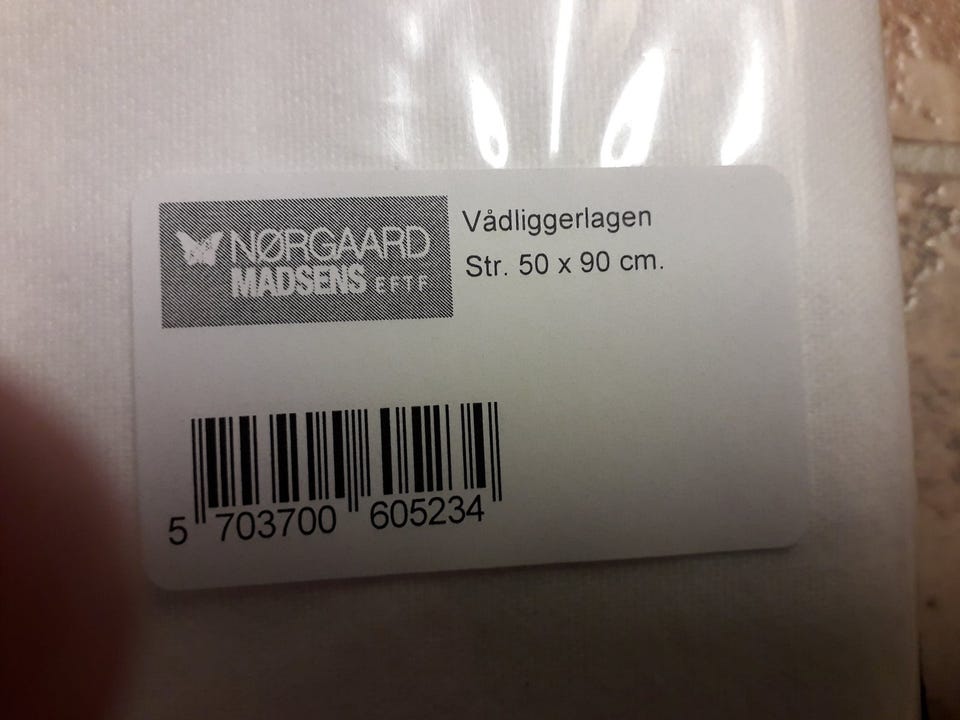 NØRGAARD
MADSENS EFTF
Vådliggerlagen
Str. 50 x 90 cm.
5 703700 605234